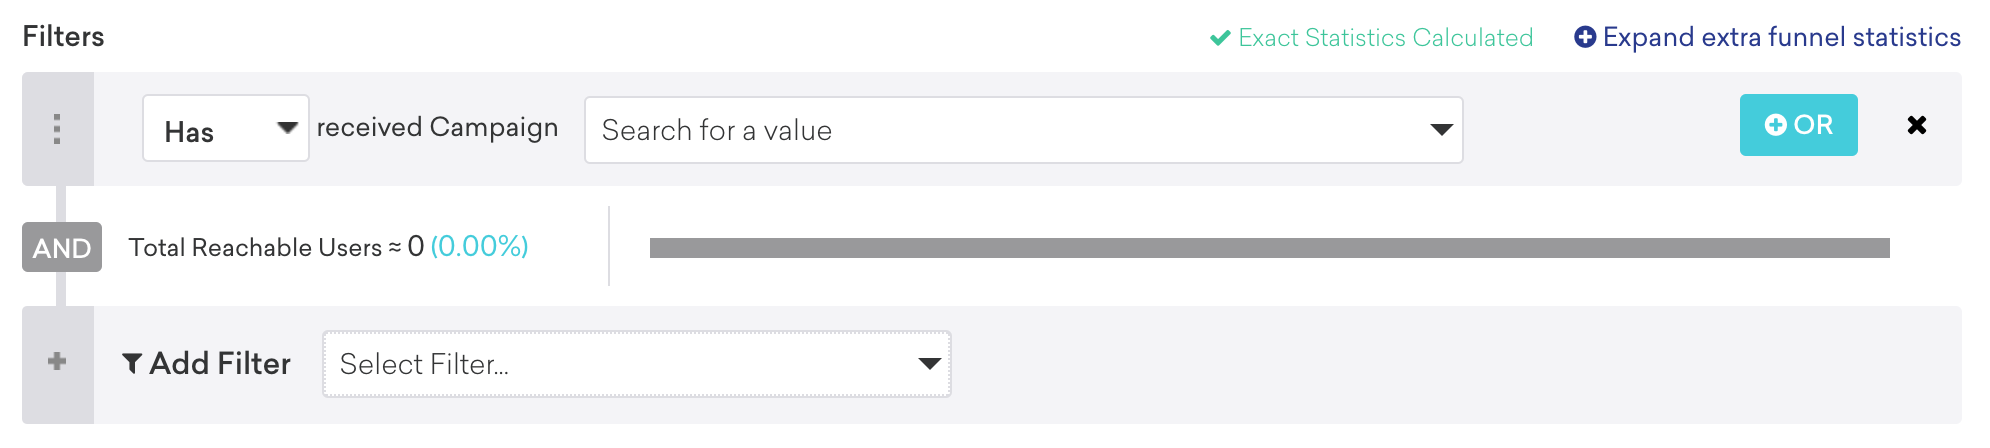 Filters
Exact Statistics Calculated
Expand extra funnel statistics
Has received Campaign Search for a value OR
AND Total Reachable Users ≈ 0 (0.00%)
Add Filter Select Filter...